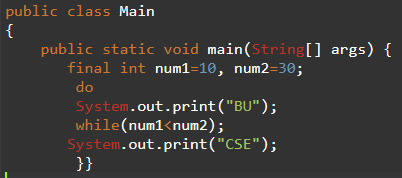 public class Main
{
    public static void main(String[] args) {
       final int num1=10, num2=30;
        do
        System.out.print("BU");
        while(num1<num2);
       System.out.print("CSE");
        }}